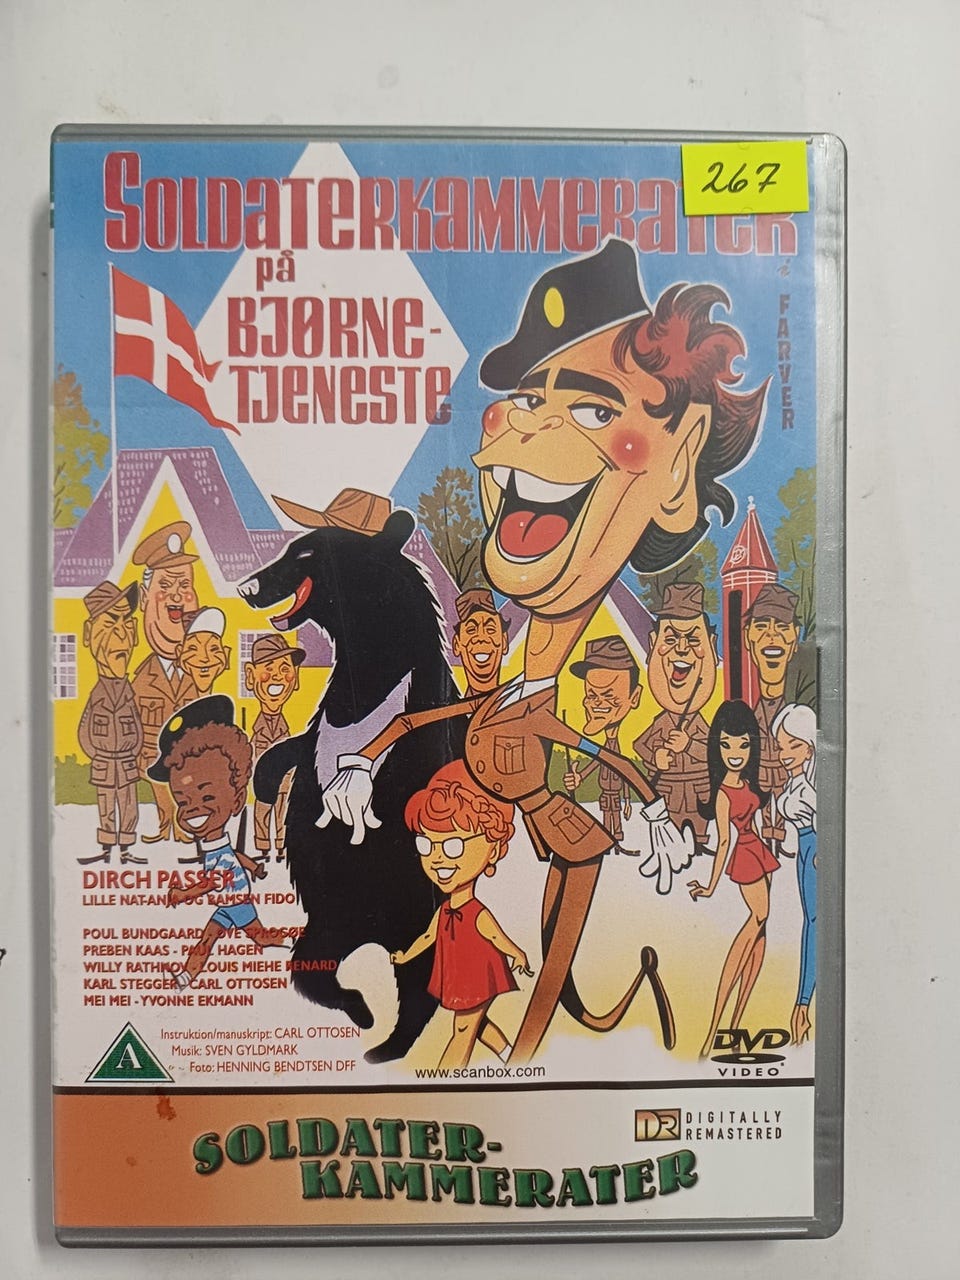 SOLDATERKAMMERATER
267
på
BJØRNE-
TJENESTE
i FARVER
DIRCH PASSER
LILLE NAT-ANJA OG BAMSEN FIDO
POUL BUNDGAARD - OVE SPROGØE
PREBEN KAAS - PAUL HAGEN
WILLY RATHNOV - LOUIS MIEHE RENARD
KARL STEGGER - CARL OTTOSEN
MEI MEI - YVONNE EKMANN
Instruktion/manuskript: CARL OTTOSEN
Musik: SVEN GYLDMARK
Foto: HENNING BENDTSEN DFF
A
www.scanbox.com
DVD
VIDEO
DR DIGITALLY
REMASTERED
SOLDATER-
KAMMERATER